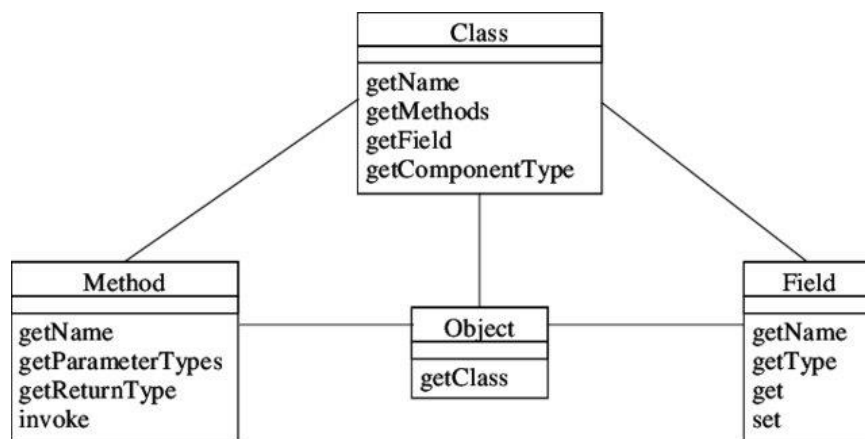 Class
getName
getMethods
getField
getComponentType
Method
getName
getParameterTypes
getReturnType
invoke
Object
getClass
Field
getName
getType
get
set